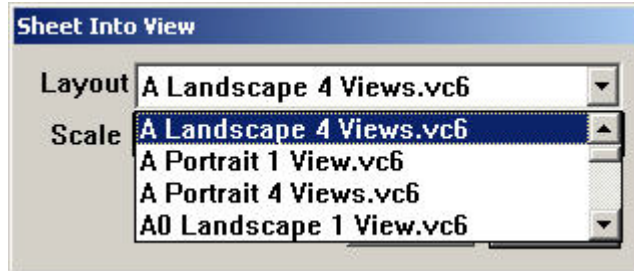 Sheet Into View
Layout A Landscape 4 Views.vc6
Scale
A Landscape 4 Views.vc6
A Portrait 1 View.vc6
A Portrait 4 Views.vc6
A0 Landscape 1 View.vc6